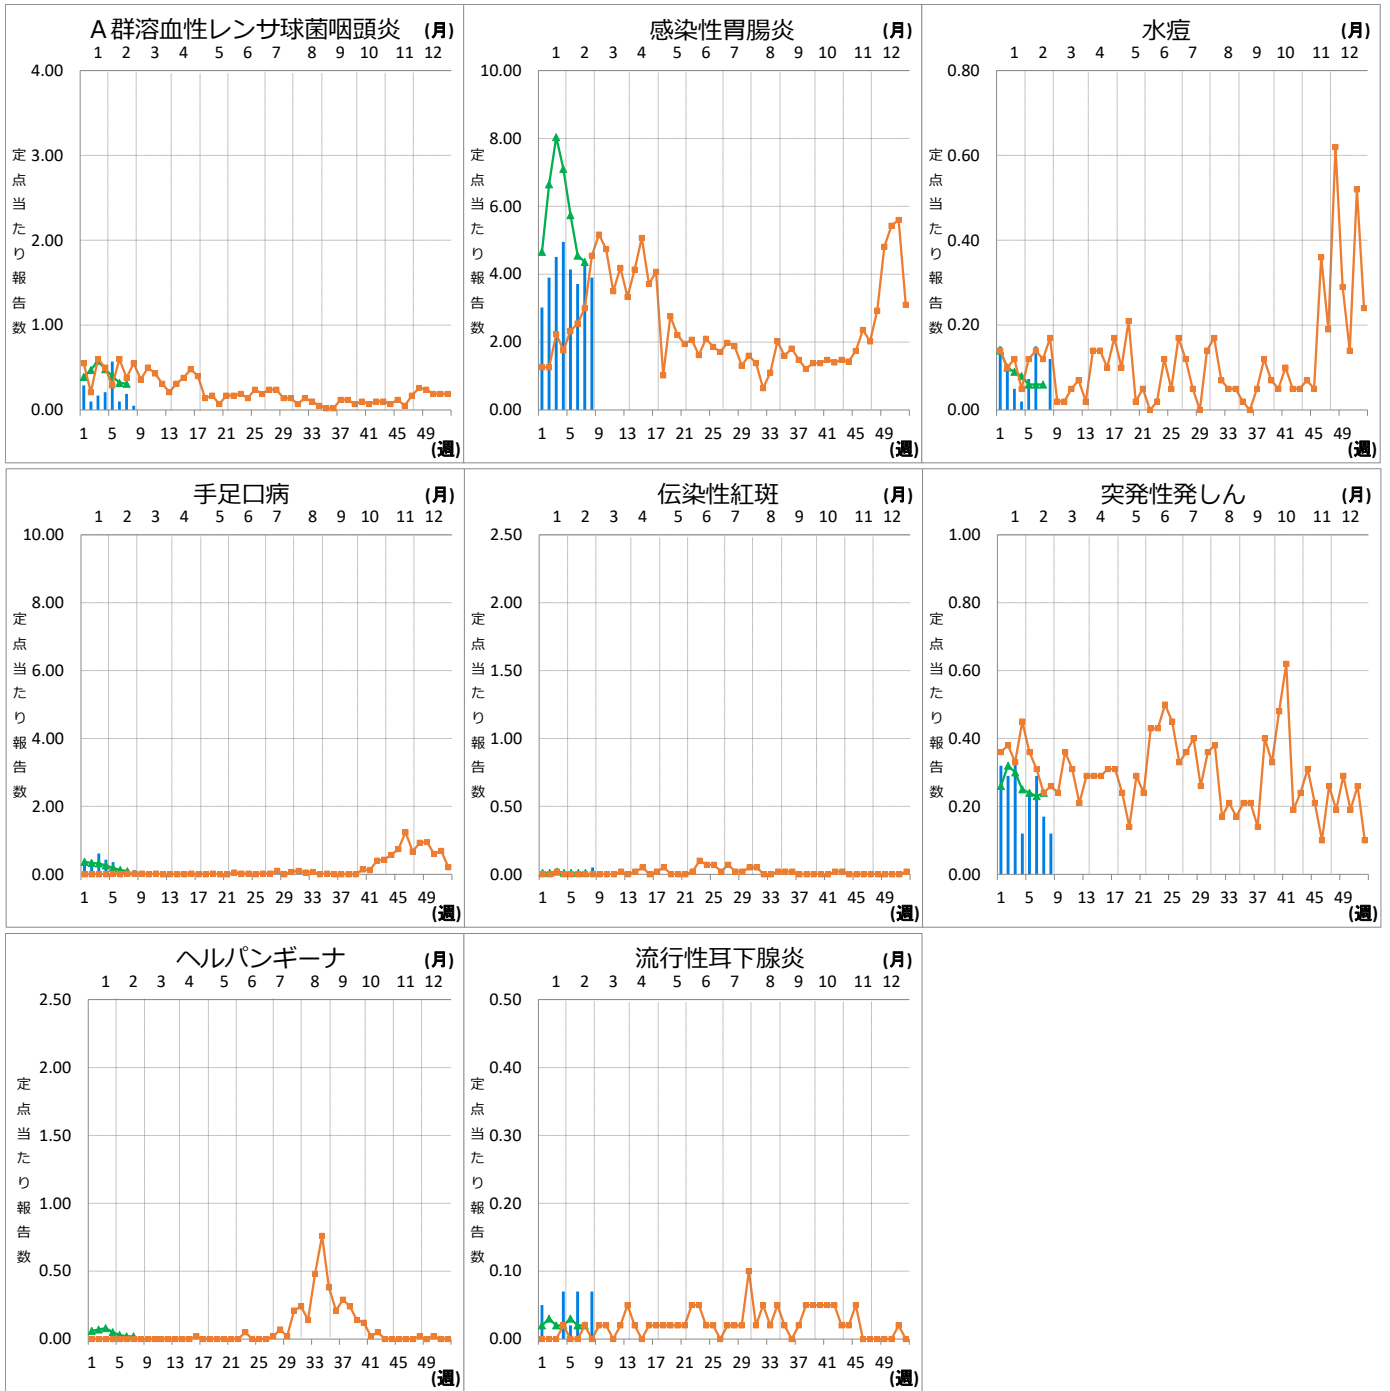 A群溶血性レンサ球菌咽頭炎 (月)
1 2 3 4 5 6 7 8 9 10 11 12
4.00
3.00
2.00
1.00
0.00
定点当たり報告数
1 5 9 13 17 21 25 29 33 37 41 45 49
(週)
感染性胃腸炎 (月)
1 2 3 4 5 6 7 8 9 10 11 12
10.00
8.00
6.00
4.00
2.00
0.00
定点当たり報告数
1 5 9 13 17 21 25 29 33 37 41 45 49
(週)
水痘 (月)
1 2 3 4 5 6 7 8 9 10 11 12
0.80
0.60
0.40
0.20
0.00
定点当たり報告数
1 5 9 13 17 21 25 29 33 37 41 45 49
(週)
手足口病 (月)
1 2 3 4 5 6 7 8 9 10 11 12
10.00
8.00
6.00
4.00
2.00
0.00
定点当たり報告数
1 5 9 13 17 21 25 29 33 37 41 45 49
(週)
伝染性紅斑 (月)
1 2 3 4 5 6 7 8 9 10 11 12
2.50
2.00
1.50
1.00
0.50
0.00
定点当たり報告数
1 5 9 13 17 21 25 29 33 37 41 45 49
(週)
突発性発しん (月)
1 2 3 4 5 6 7 8 9 10 11 12
1.00
0.80
0.60
0.40
0.20
0.00
定点当たり報告数
1 5 9 13 17 21 25 29 33 37 41 45 49
(週)
ヘルパンギーナ (月)
1 2 3 4 5 6 7 8 9 10 11 12
2.50
2.00
1.50
1.00
0.50
0.00
定点当たり報告数
1 5 9 13 17 21 25 29 33 37 41 45 49
(週)
流行性耳下腺炎 (月)
1 2 3 4 5 6 7 8 9 10 11 12
0.50
0.40
0.30
0.20
0.10
0.00
定点当たり報告数
1 5 9 13 17 21 25 29 33 37 41 45 49
(週)